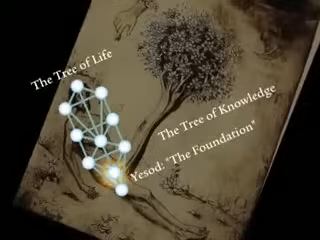 The Tree of Life
The Tree of Knowledge
Yesod: "The Foundation"